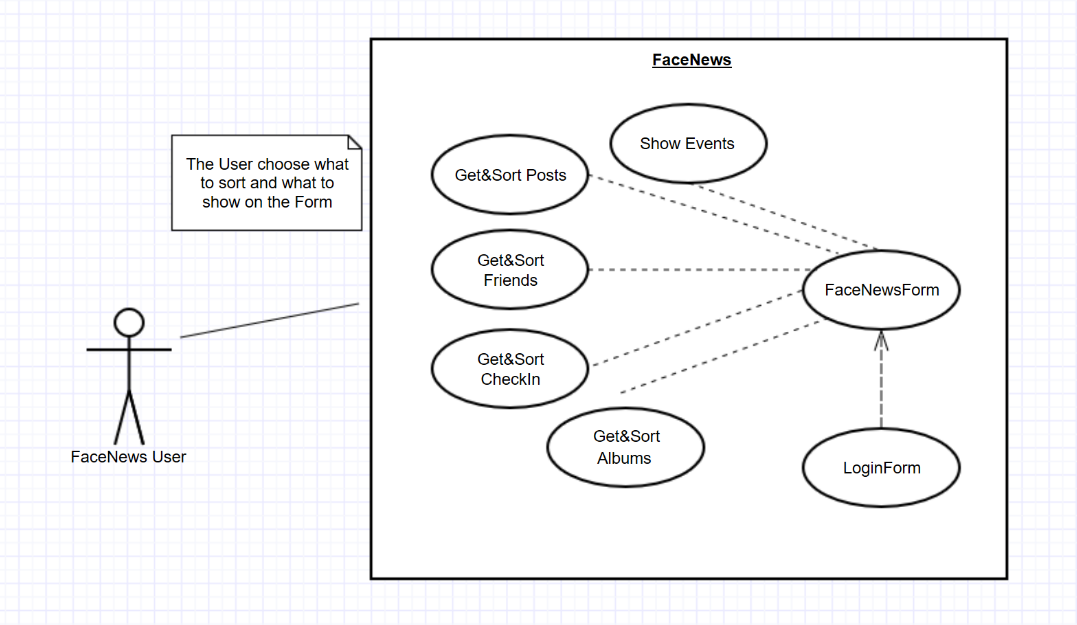 FaceNews
The User choose what
to sort and what to
show on the Form
Show Events
Get&Sort Posts
Get&Sort
Friends
FaceNewsForm
Get&Sort
CheckIn
Get&Sort
Albums
LoginForm
FaceNews User